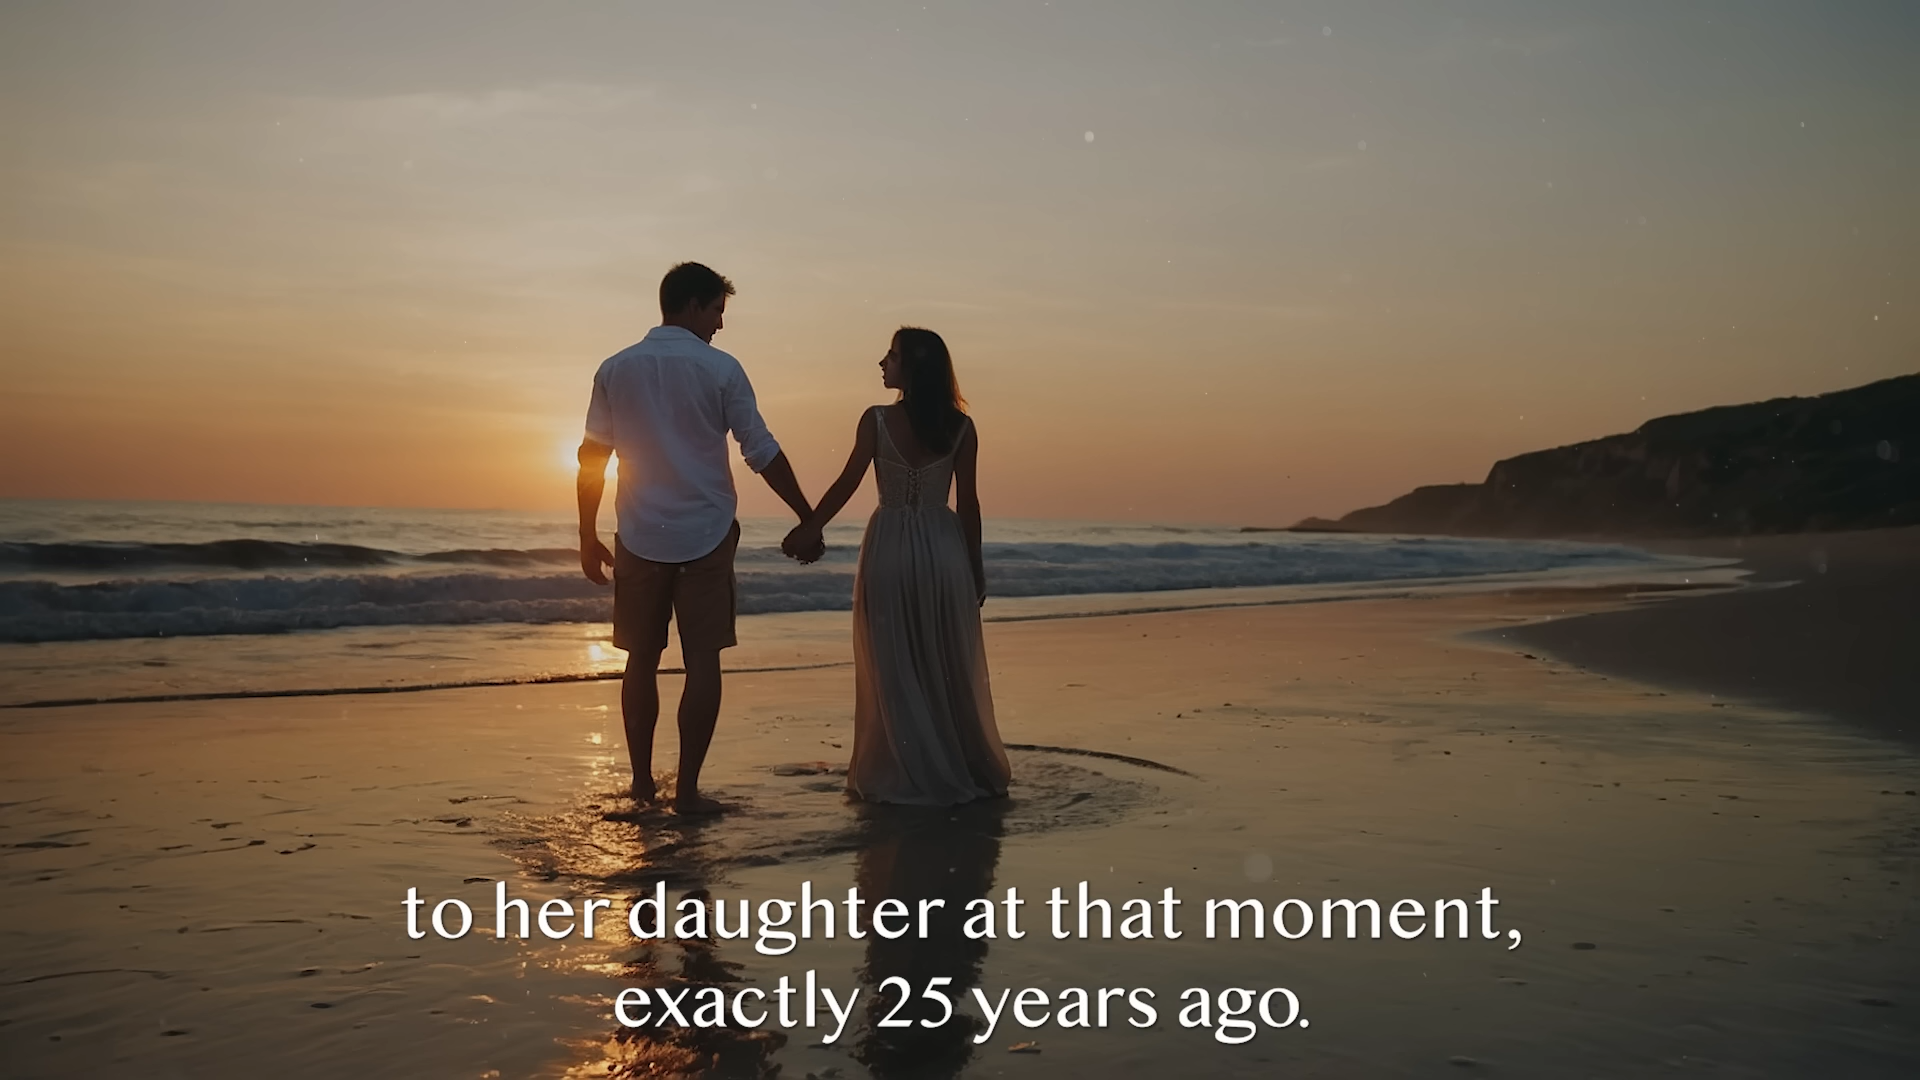 to her daughter at that moment,
exactly 25 years ago.